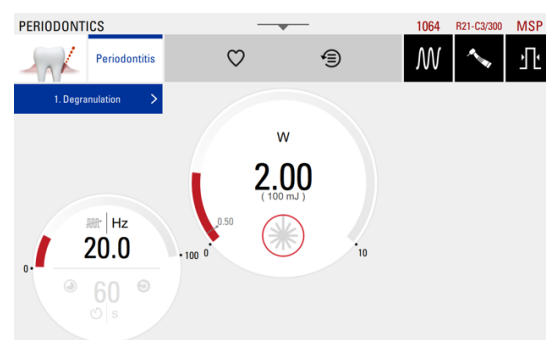 PERIODONTICS
1064 R21-C3/300 MSP
Periodontitis
1. Degranulation
W
2.00
( 100 mJ )
0.50
0 10
Hz
20.0
0 100
60
s